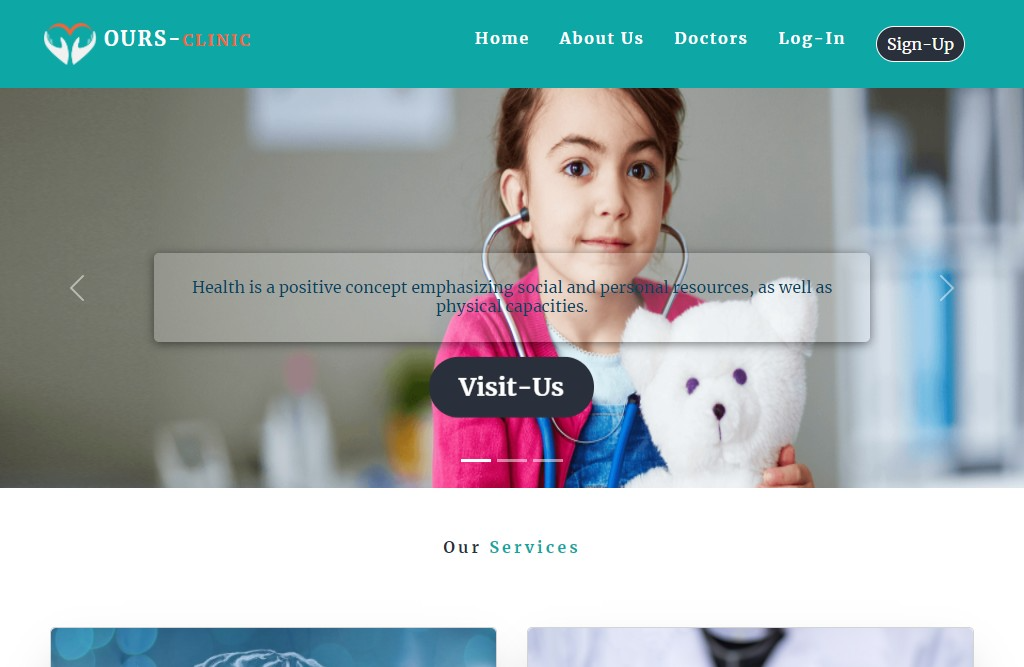 OURS-CLINIC
Home
About Us
Doctors
Log-In
Sign-Up
Health is a positive concept emphasizing social and personal resources, as well as
physical capacities.
Visit-Us
Our Services